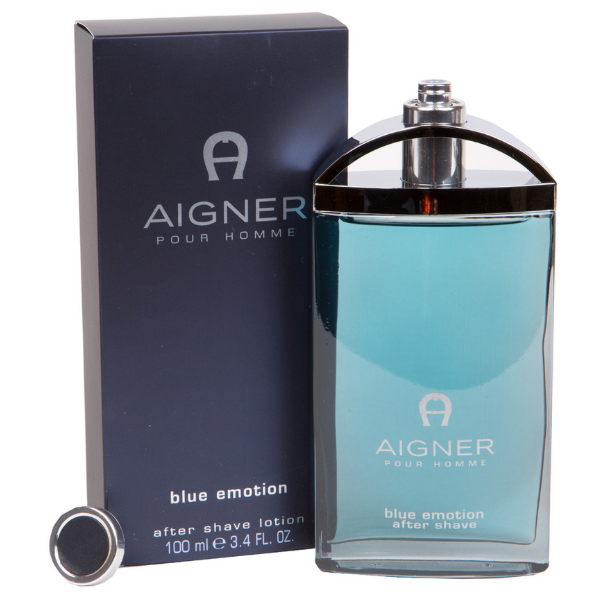 AIGNER
POUR HOMME
blue emotion
after shave lotion
100 ml ℮ 3.4 FL. OZ.
AIGNER
POUR HOMME
blue emotion
after shave